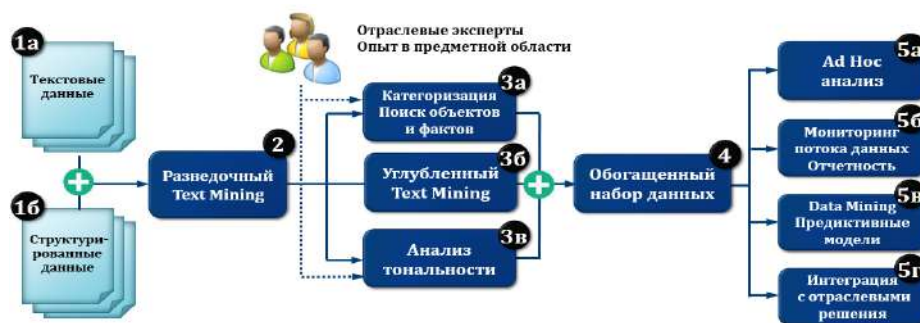 Отраслевые эксперты
Опыт в предметной области
1а
Текстовые
данные
1б
Структури-
рованные
данные
2
Разведочный
Text Mining
3а
Категоризация
Поиск объектов
и фактов
3б
Углубленный
Text Mining
3в
Анализ
тональности
4
Обогащенный
набор данных
5а
Ad Hoc
анализ
5б
Мониторинг
потока данных
Отчетность
5в
Data Mining
Предиктивные
модели
5г
Интеграция
с отраслевыми
решения